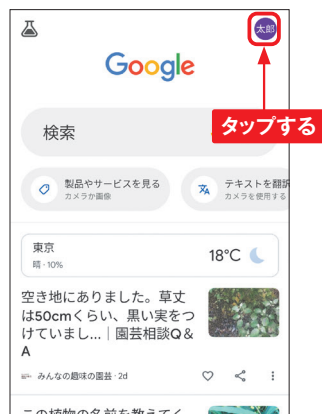 太郎
Google
検索
タップする
製品やサービスを見る
カメラか画像
テキストを翻訳
カメラを使用する
東京
晴・10%
18°C
空き地にありました。草丈
は50cmくらい、黒い実をつ
けていまし...｜園芸相談Q&
A
みんなの趣味の園芸・2d
この植物の名前を教えてく